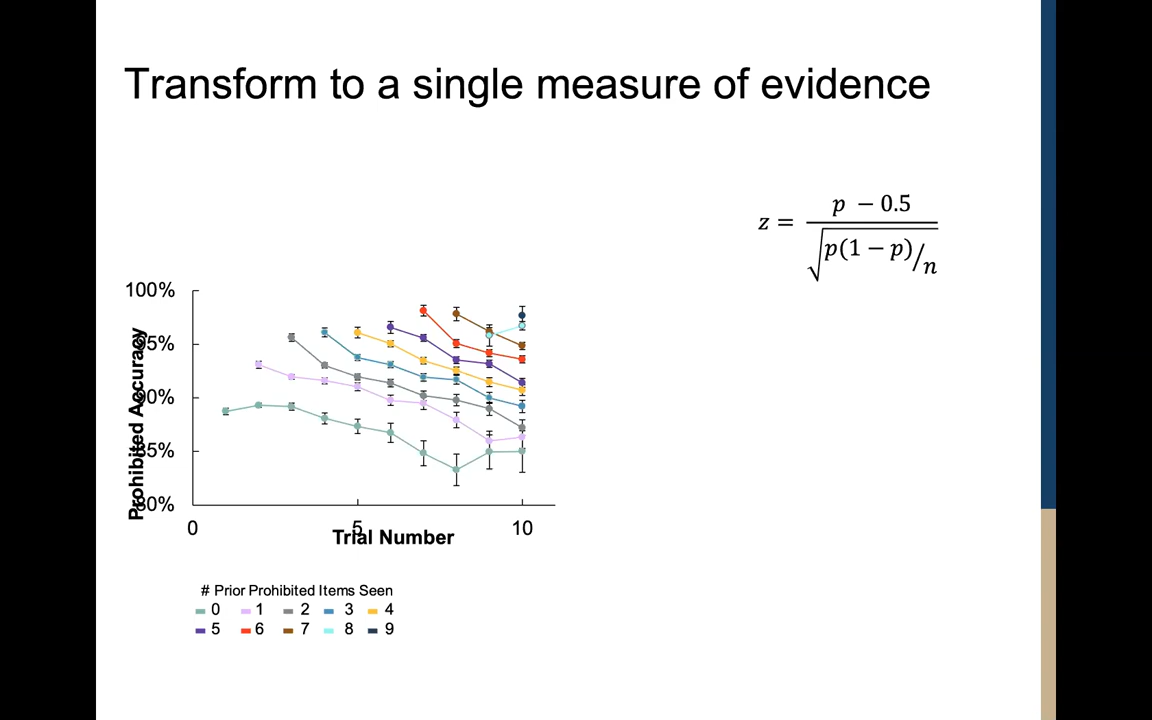 Transform to a single measure of evidence
z = p − 0.5 / √p(1 − p)/n
100%
95%
90%
85%
80%
Prohibited Accuracy
0 5 10
Trial Number
# Prior Prohibited Items Seen
0 1 2 3 4
5 6 7 8 9